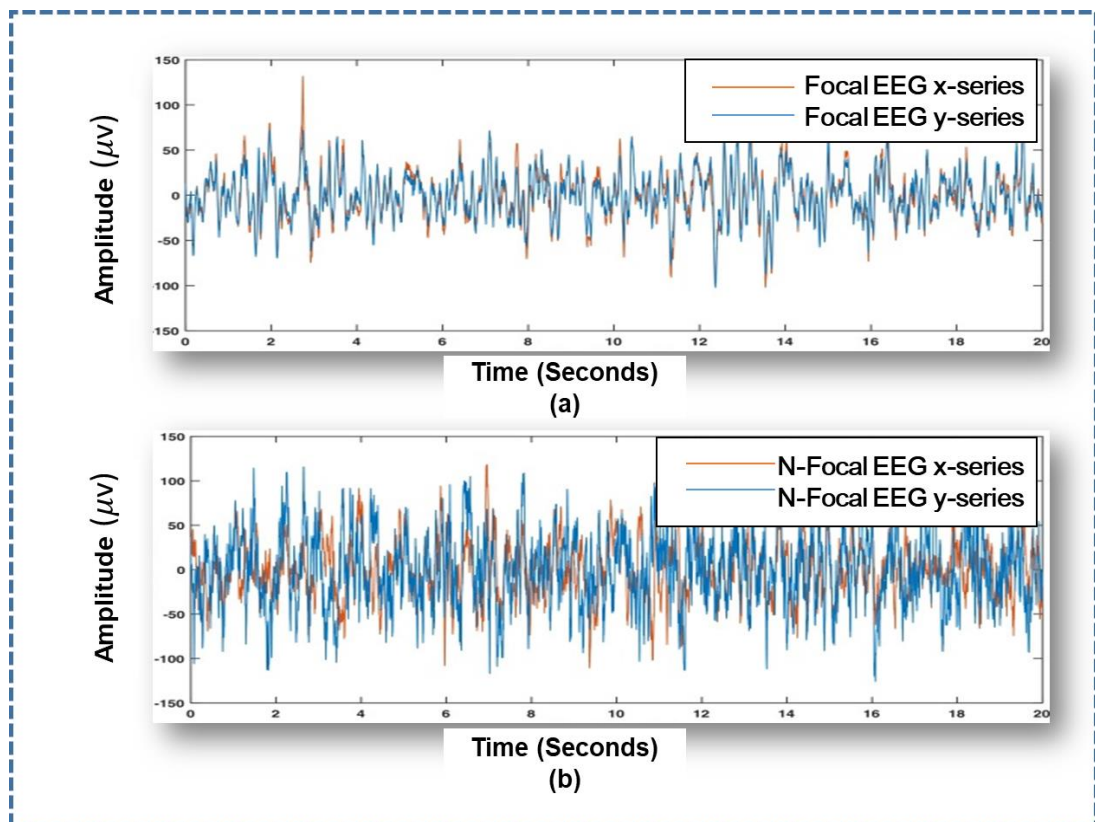 150
100
50
0
-50
-100
-150
Amplitude (μv)
Focal EEG x-series
Focal EEG y-series
0 2 4 6 8 10 12 14 16 18 20
Time (Seconds)
(a)
150
100
50
0
-50
-100
-150
Amplitude (μv)
N-Focal EEG x-series
N-Focal EEG y-series
0 2 4 6 8 10 12 14 16 18 20
Time (Seconds)
(b)